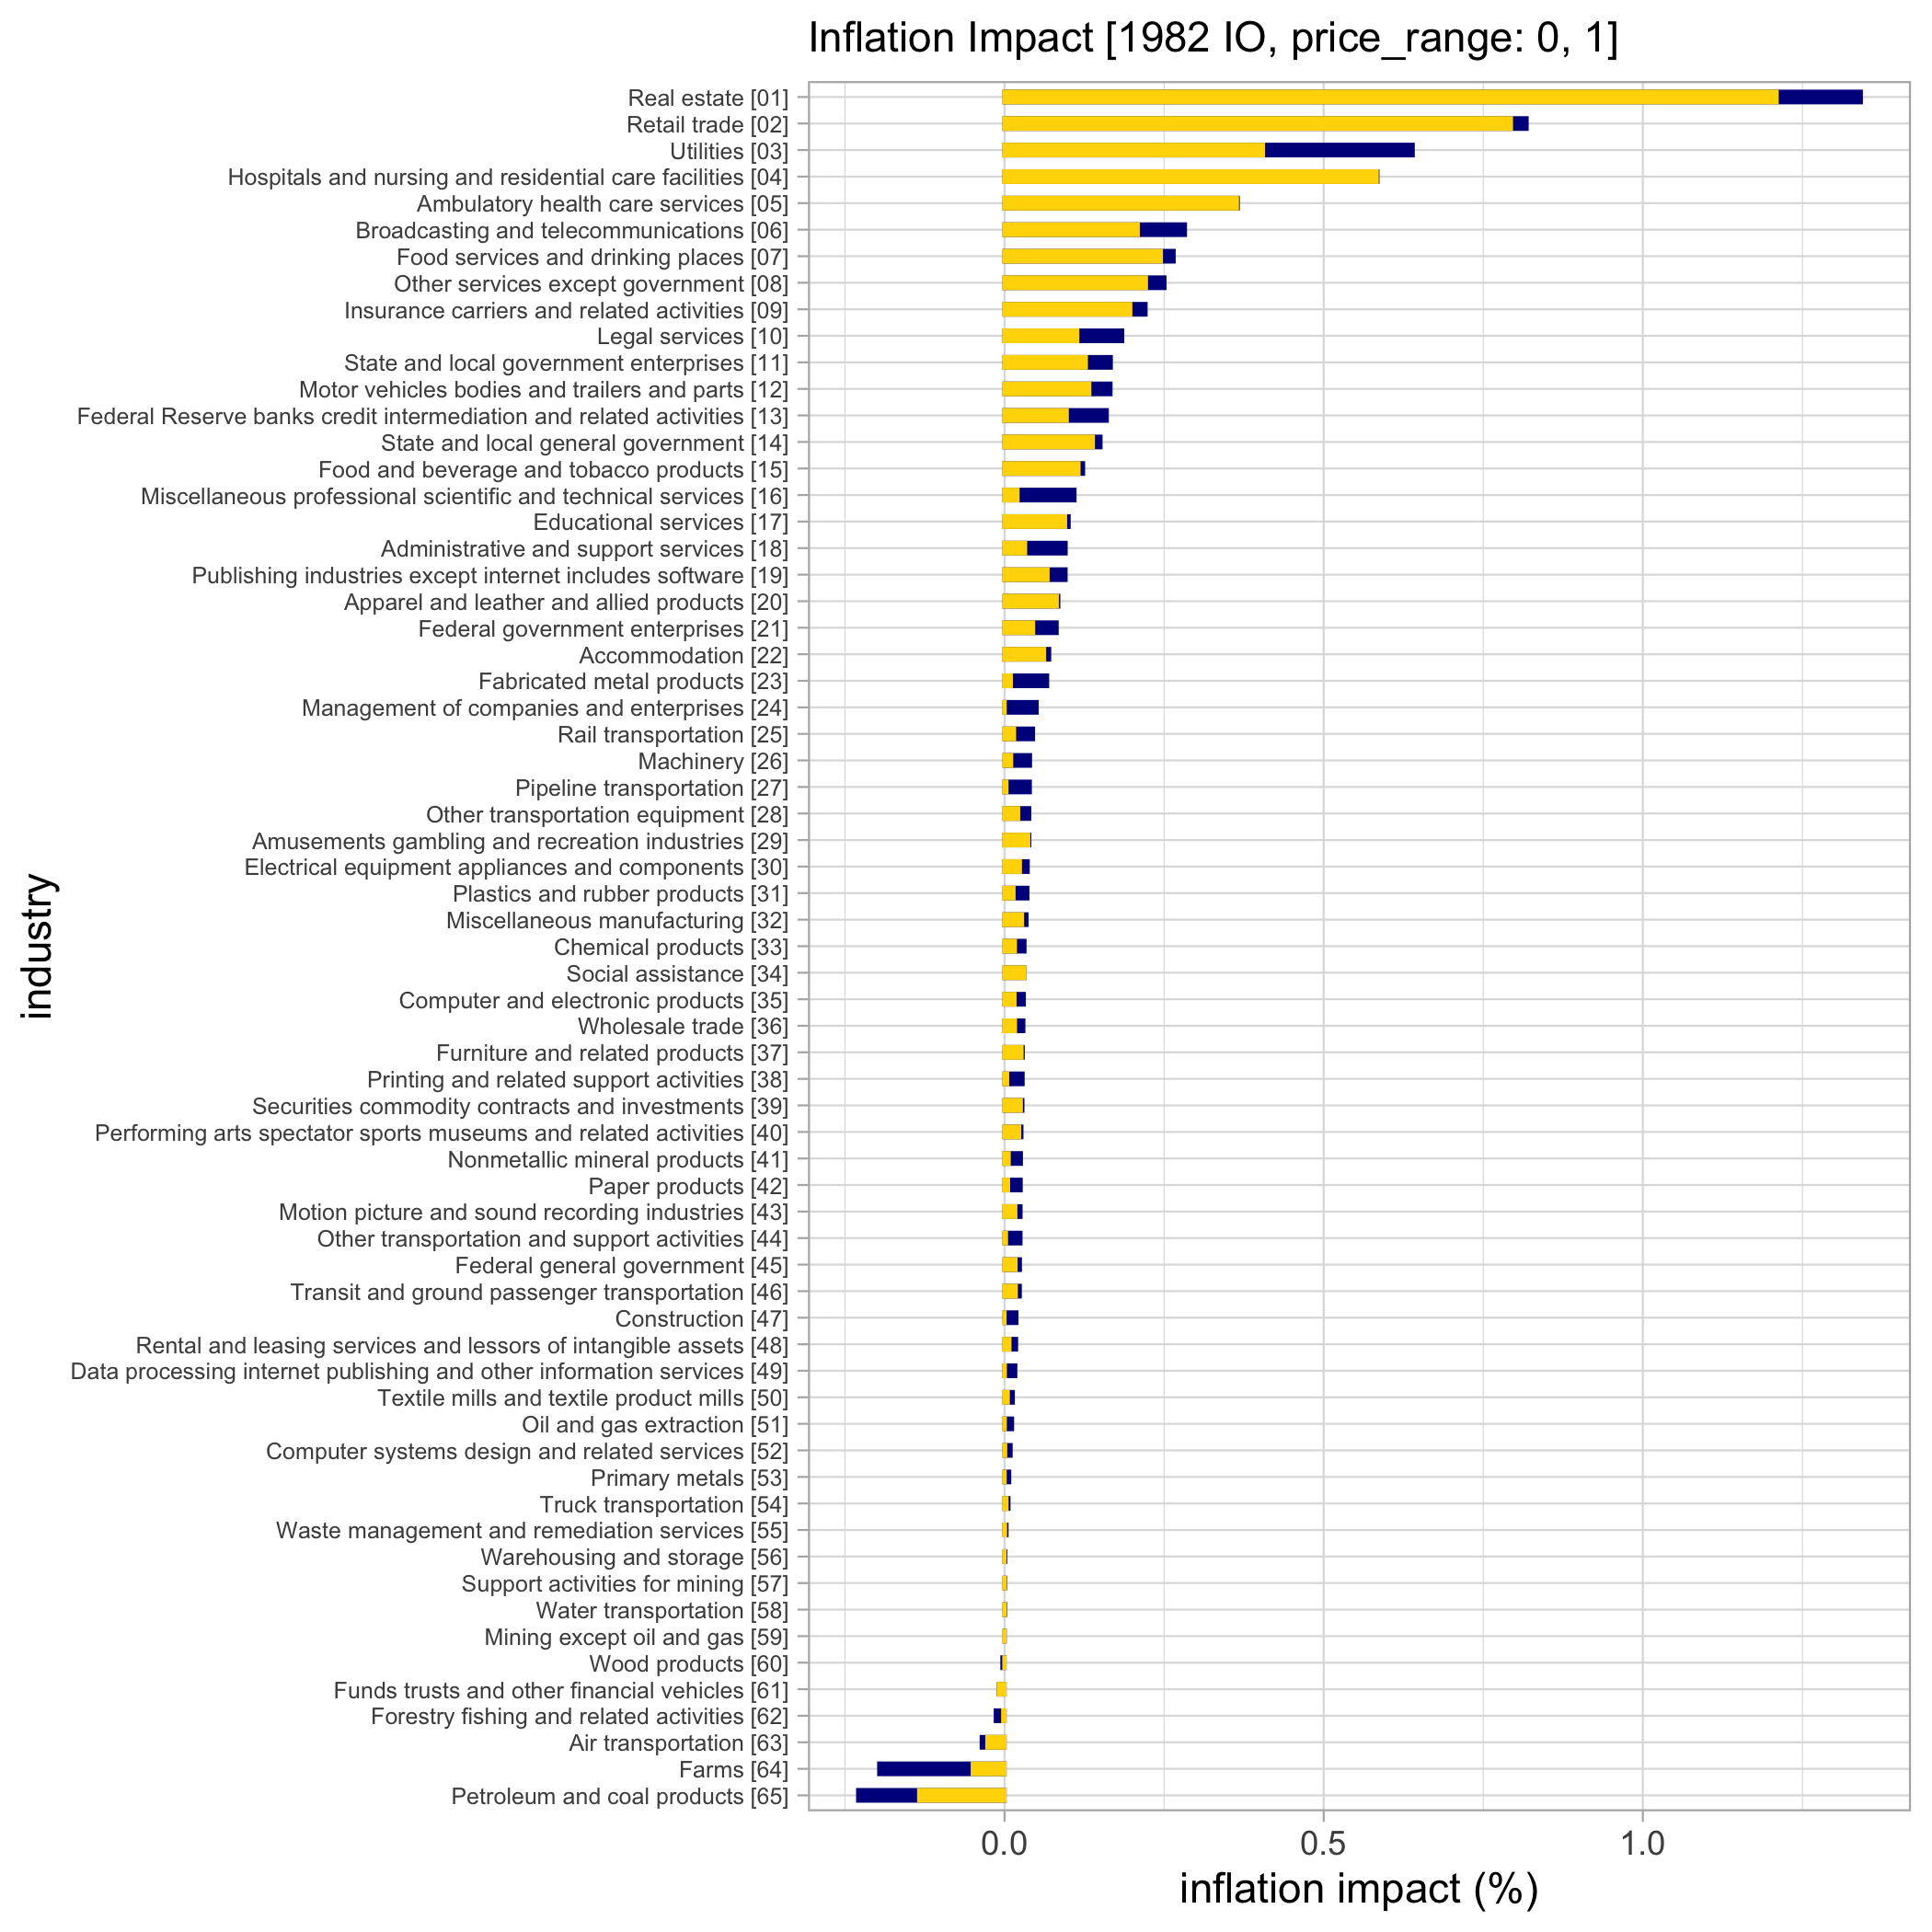 Inflation Impact [1982 IO, price_range: 0, 1]
Real estate [01]
Retail trade [02]
Utilities [03]
Hospitals and nursing and residential care facilities [04]
Ambulatory health care services [05]
Broadcasting and telecommunications [06]
Food services and drinking places [07]
Other services except government [08]
Insurance carriers and related activities [09]
Legal services [10]
State and local government enterprises [11]
Motor vehicles bodies and trailers and parts [12]
Federal Reserve banks credit intermediation and related activities [13]
State and local general government [14]
Food and beverage and tobacco products [15]
Miscellaneous professional scientific and technical services [16]
Educational services [17]
Administrative and support services [18]
Publishing industries except internet includes software [19]
Apparel and leather and allied products [20]
Federal government enterprises [21]
Accommodation [22]
Fabricated metal products [23]
Management of companies and enterprises [24]
Rail transportation [25]
Machinery [26]
Pipeline transportation [27]
Other transportation equipment [28]
Amusements gambling and recreation industries [29]
Electrical equipment appliances and components [30]
Plastics and rubber products [31]
Miscellaneous manufacturing [32]
Chemical products [33]
Social assistance [34]
Computer and electronic products [35]
Wholesale trade [36]
Furniture and related products [37]
Printing and related support activities [38]
Securities commodity contracts and investments [39]
Performing arts spectator sports museums and related activities [40]
Nonmetallic mineral products [41]
Paper products [42]
Motion picture and sound recording industries [43]
Other transportation and support activities [44]
Federal general government [45]
Transit and ground passenger transportation [46]
Construction [47]
Rental and leasing services and lessors of intangible assets [48]
Data processing internet publishing and other information services [49]
Textile mills and textile product mills [50]
Oil and gas extraction [51]
Computer systems design and related services [52]
Primary metals [53]
Truck transportation [54]
Waste management and remediation services [55]
Warehousing and storage [56]
Support activities for mining [57]
Water transportation [58]
Mining except oil and gas [59]
Wood products [60]
Funds trusts and other financial vehicles [61]
Forestry fishing and related activities [62]
Air transportation [63]
Farms [64]
Petroleum and coal products [65]
industry
0.0 0.5 1.0
inflation impact (%)